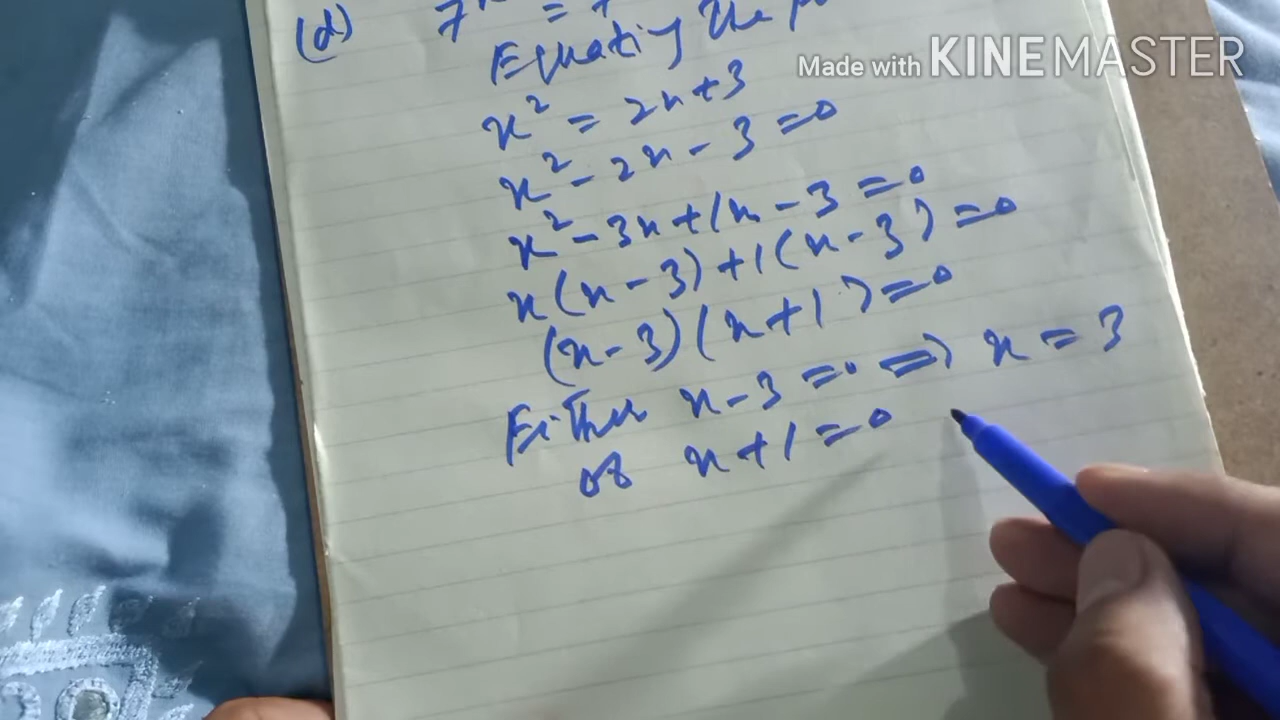 Made with KINEMASTER
(d) 7
Equating the
x² = 2x+3
x² - 2x - 3 = 0
x² - 3x + 1x - 3 = 0
x(x-3) + 1(x-3) = 0
(x-3)(x+1) = 0
Either x-3 = 0 ⇒ x = 3
or x+1 = 0